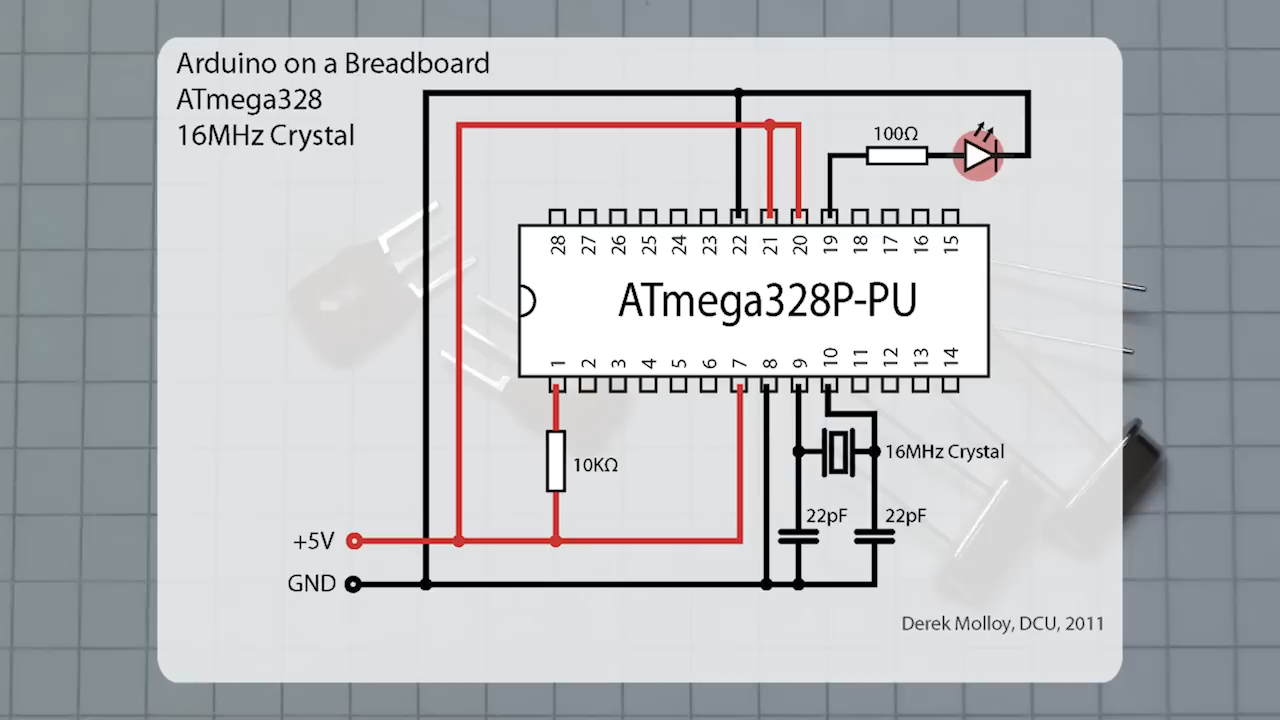 Arduino on a Breadboard
ATmega328
16MHz Crystal
100Ω
28 27 26 25 24 23 22 21 20 19 18 17 16 15
ATmega328P-PU
1 2 3 4 5 6 7 8 9 10 11 12 13 14
16MHz Crystal
10KΩ
22pF 22pF
+5V
GND
Derek Molloy, DCU, 2011